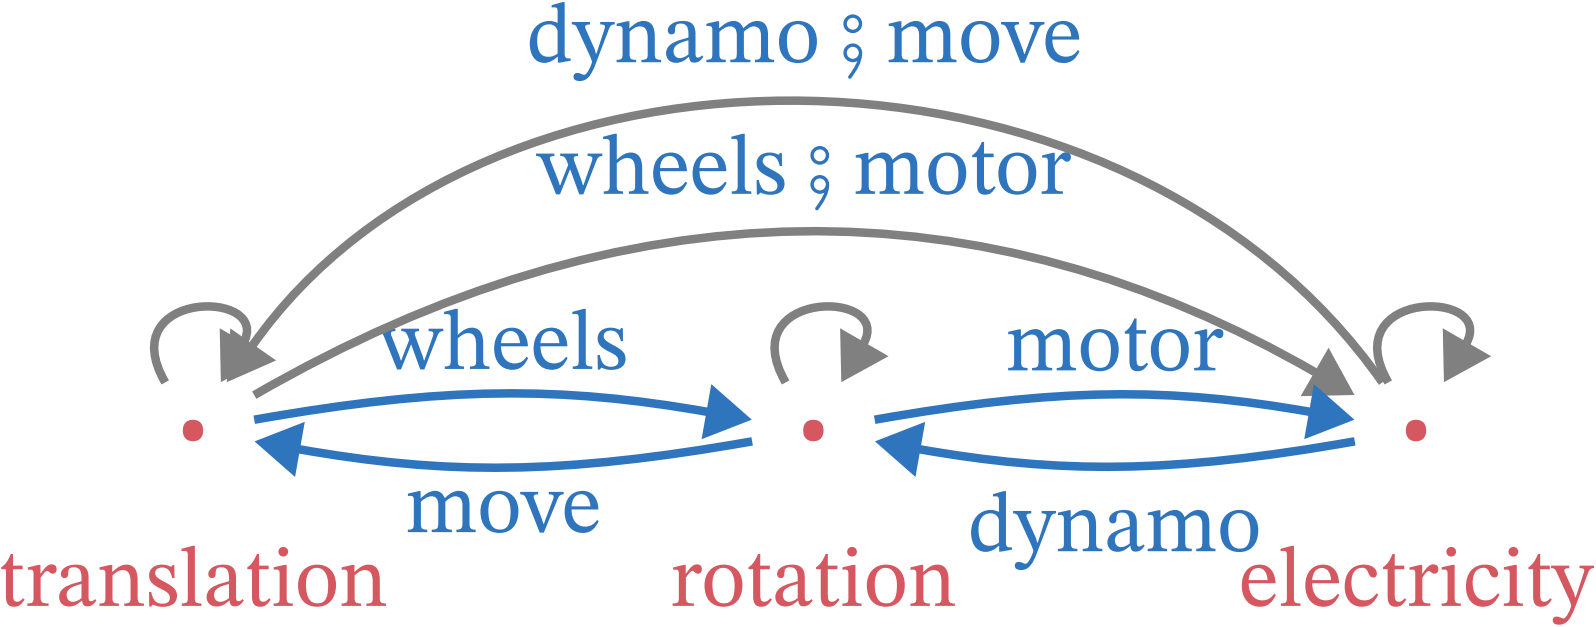 dynamo ⨾ move
wheels ⨾ motor
wheels
motor
move
dynamo
translation
rotation
electricity